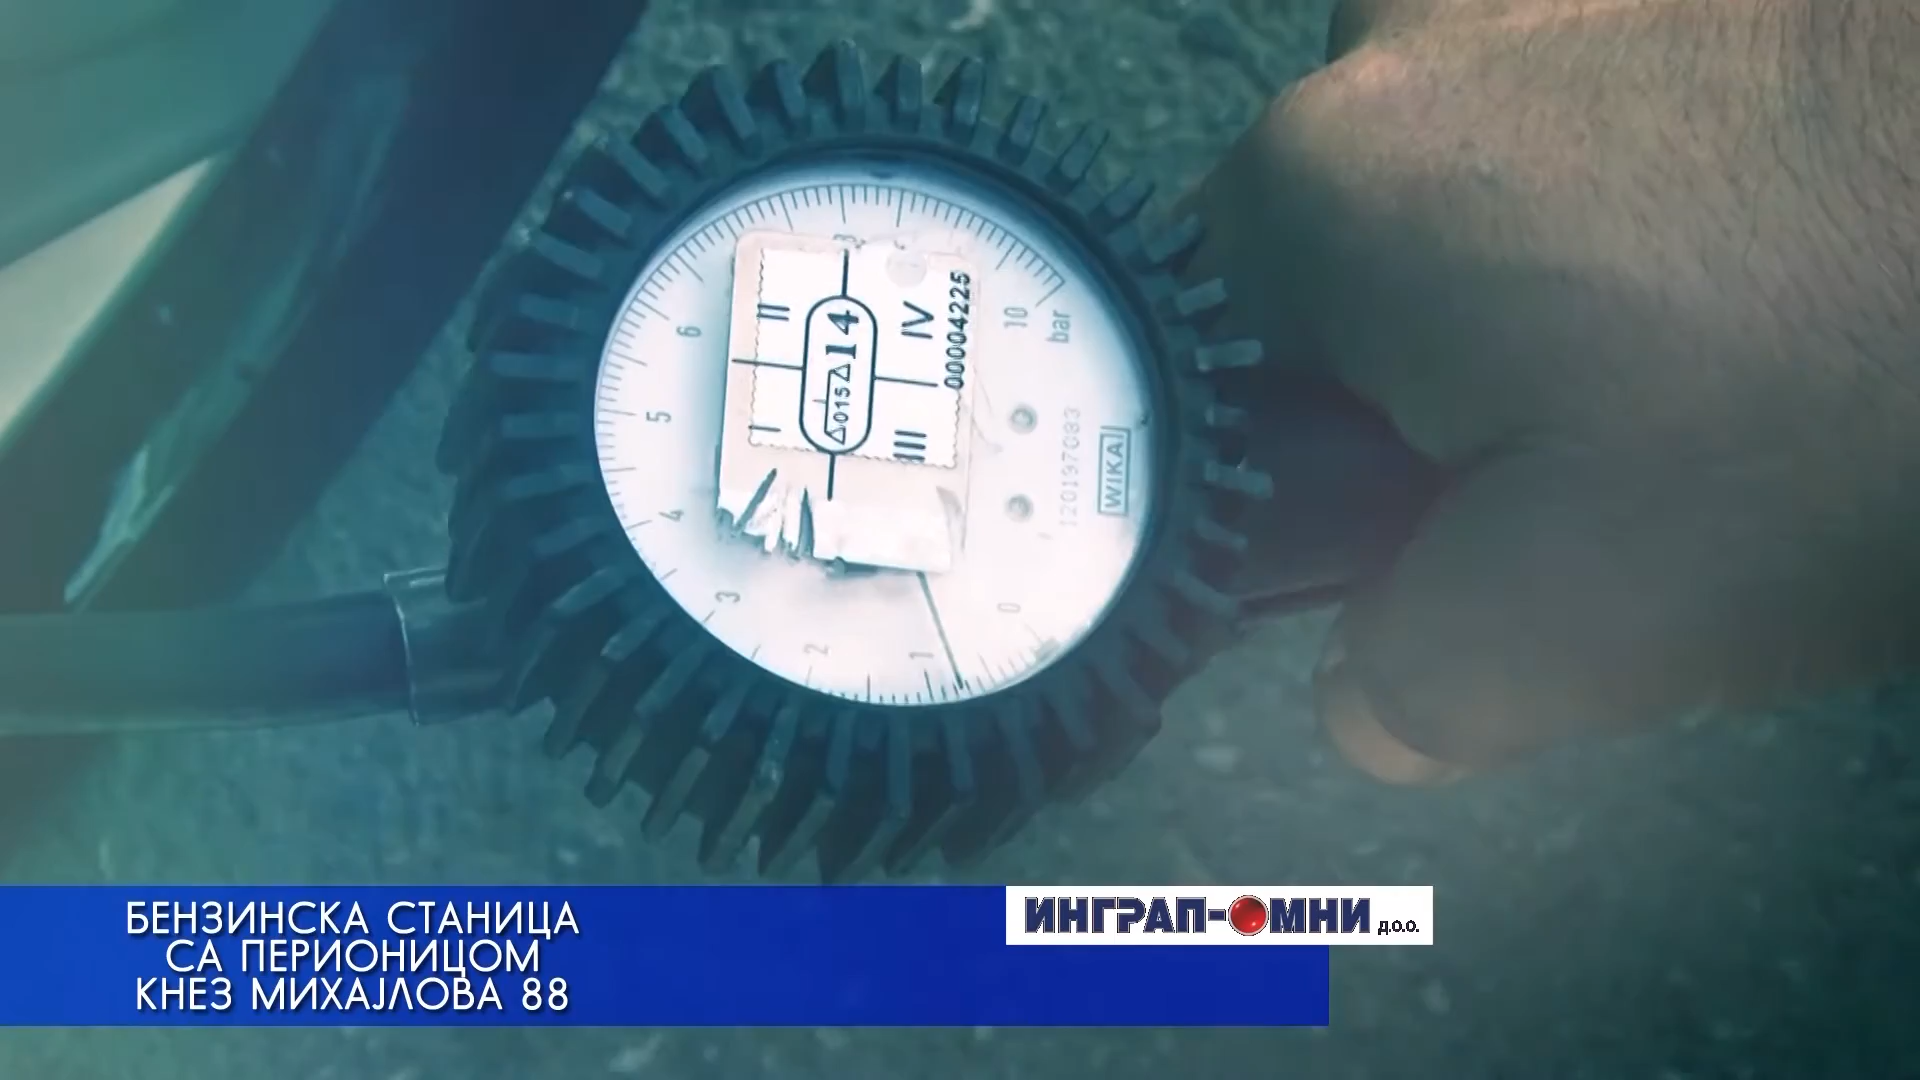 10
bar
6
5
4
3
2
1
0
II
IV
I
III
015 14
00004225
120197083
WIKA
БЕНЗИНСКА СТАНИЦА
СА ПЕРИОНИЦОМ
КНЕЗ МИХАЈЛОВА 88
ИНГРАП-ОМНИ Д.О.О.